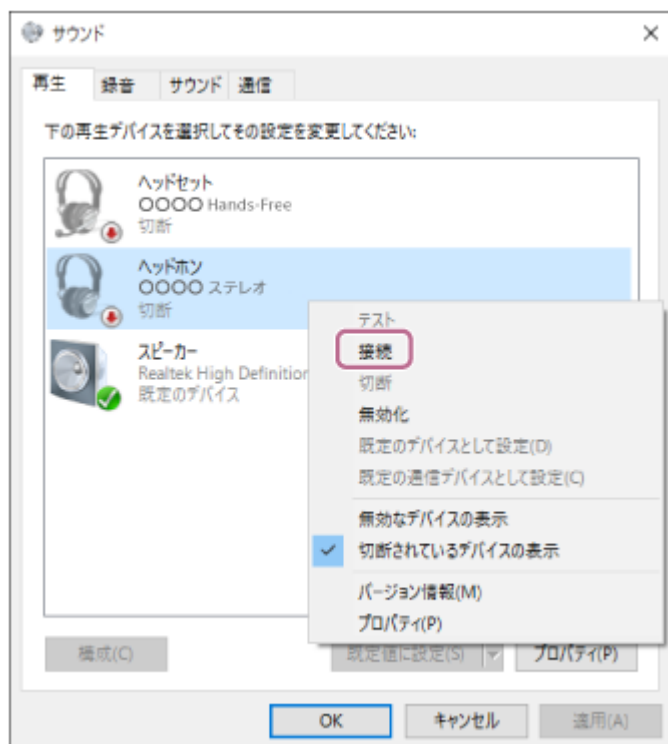 サウンド
再生 録音 サウンド 通信
下の再生デバイスを選択してその設定を変更してください:
ヘッドセット
〇〇〇〇 Hands-Free
切断
ヘッドホン
〇〇〇〇 ステレオ
切断
スピーカー
Realtek High Definition
既定のデバイス
テスト
接続
切断
無効化
既定のデバイスとして設定(D)
既定の通信デバイスとして設定(C)
無効なデバイスの表示
切断されているデバイスの表示
バージョン情報(M)
プロパティ(P)
構成(C) 既定値に設定(S) プロパティ(P)
OK キャンセル 適用(A)